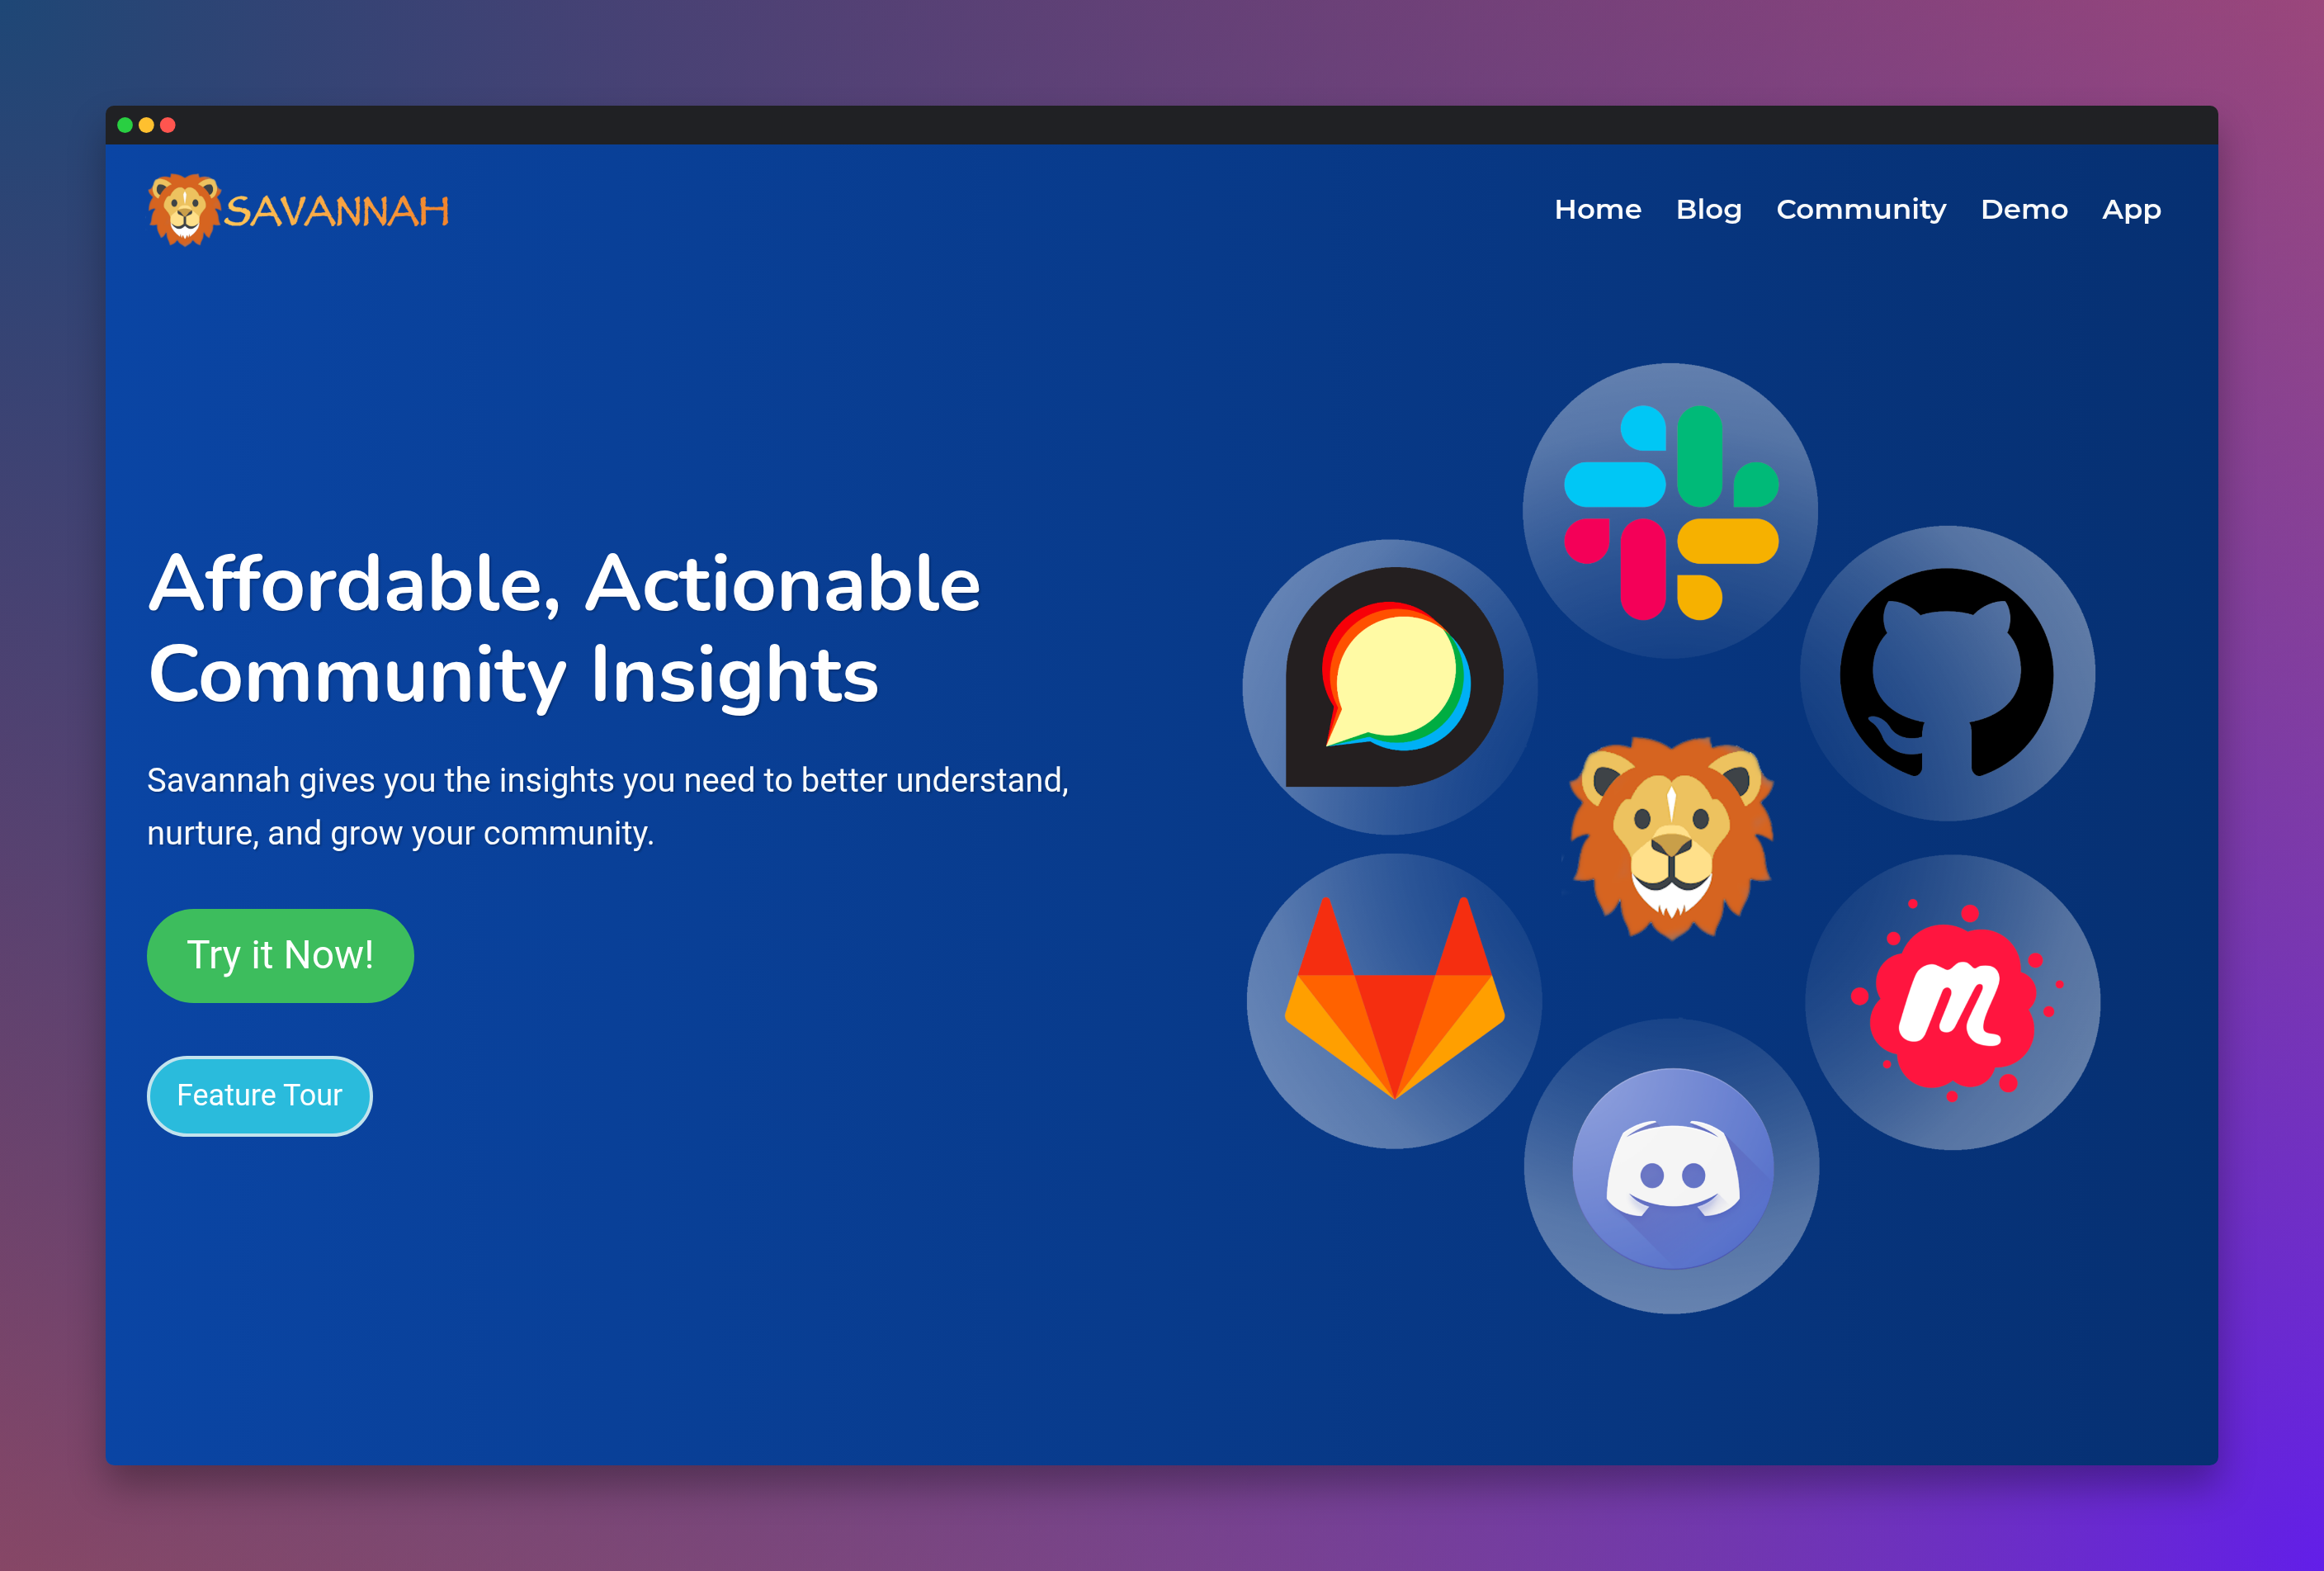 SAVANNAH
Home Blog Community Demo App
Affordable, Actionable
Community Insights
Savannah gives you the insights you need to better understand,
nurture, and grow your community.
Try it Now!
Feature Tour
m